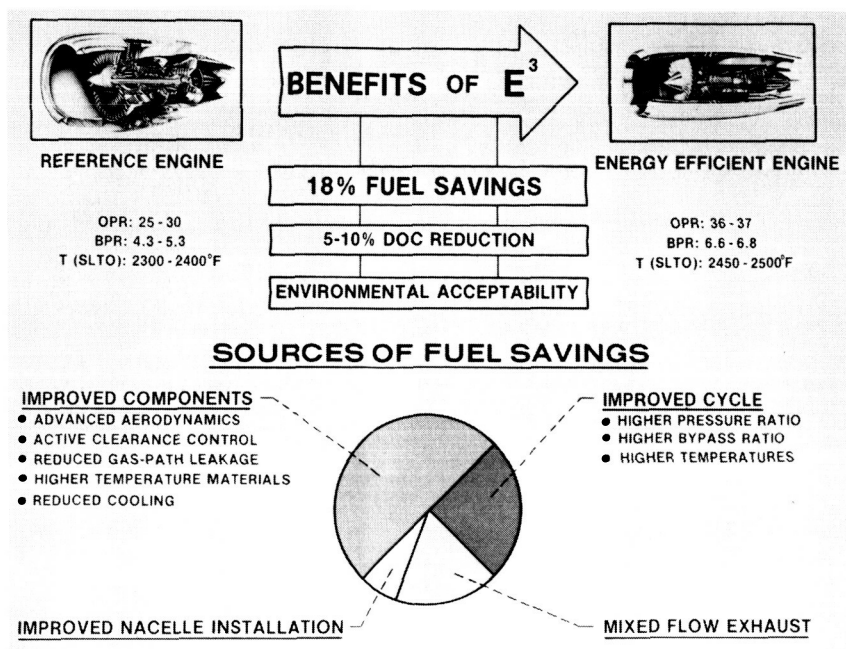 BENEFITS OF E³
REFERENCE ENGINE
OPR: 25 - 30
BPR: 4.3 - 5.3
T (SLTO): 2300 - 2400°F
18% FUEL SAVINGS
5-10% DOC REDUCTION
ENVIRONMENTAL ACCEPTABILITY
ENERGY EFFICIENT ENGINE
OPR: 36 - 37
BPR: 6.6 - 6.8
T (SLTO): 2450 - 2500°F
SOURCES OF FUEL SAVINGS
IMPROVED COMPONENTS
● ADVANCED AERODYNAMICS
● ACTIVE CLEARANCE CONTROL
● REDUCED GAS-PATH LEAKAGE
● HIGHER TEMPERATURE MATERIALS
● REDUCED COOLING
IMPROVED CYCLE
● HIGHER PRESSURE RATIO
● HIGHER BYPASS RATIO
● HIGHER TEMPERATURES
IMPROVED NACELLE INSTALLATION
MIXED FLOW EXHAUST